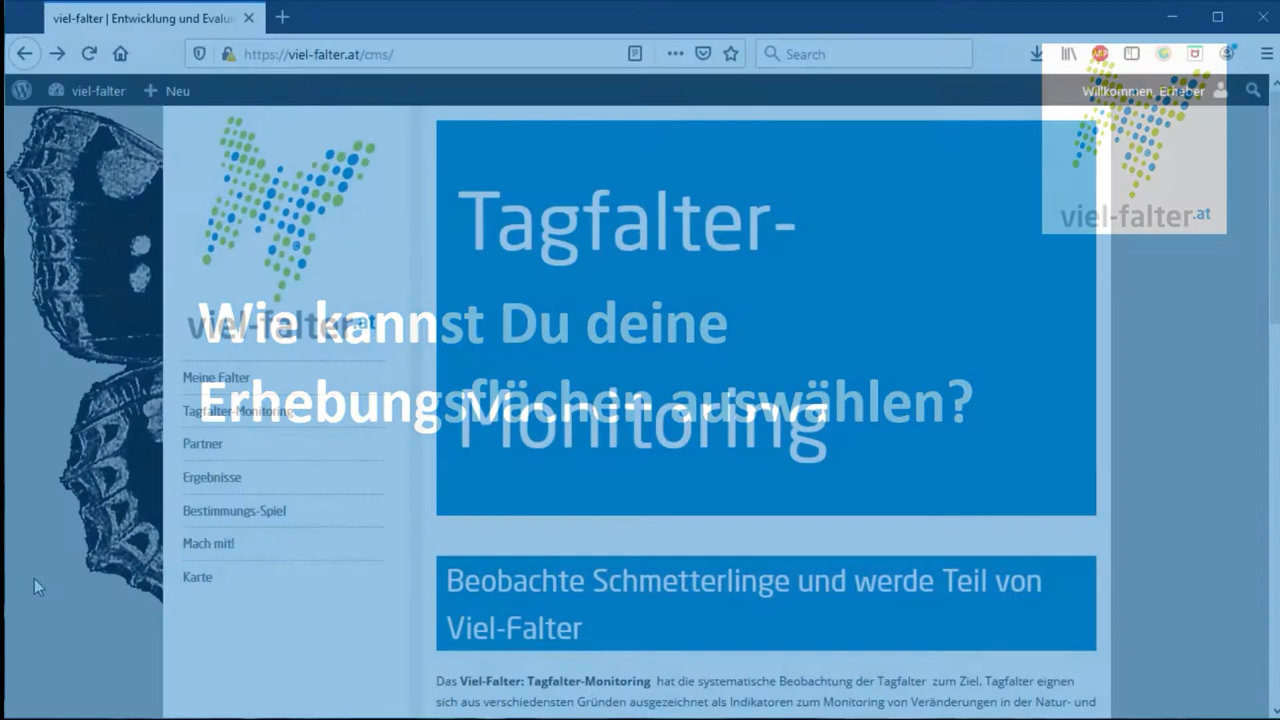 viel-falter | Entwicklung und Evalu
https://viel-falter.at/cms/
Search
viel-falter
Neu
Willkommen, Erheber
viel-falter.at
viel-falter.at
Wie kannst Du deine
Erhebungsflächen auswählen?
Meine Falter
Tagfalter-Monitoring
Partner
Ergebnisse
Bestimmungs-Spiel
Mach mit!
Karte
Tagfalter-
Monitoring
Beobachte Schmetterlinge und werde Teil von
Viel-Falter
Das Viel-Falter: Tagfalter-Monitoring hat die systematische Beobachtung der Tagfalter zum Ziel. Tagfalter eignen
sich aus verschiedensten Gründen ausgezeichnet als Indikatoren zum Monitoring von Veränderungen in der Natur- und